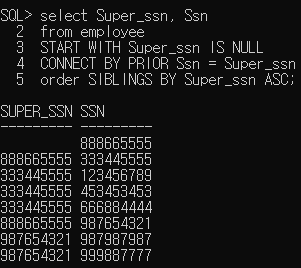 SQL> select Super_ssn, Ssn
2 from employee
3 START WITH Super_ssn IS NULL
4 CONNECT BY PRIOR Ssn = Super_ssn
5 order SIBLINGS BY Super_ssn ASC;
SUPER_SSN SSN
--------- ---------
888665555
888665555 333445555
333445555 123456789
333445555 453453453
333445555 666884444
888665555 987654321
987654321 987987987
987654321 999887777